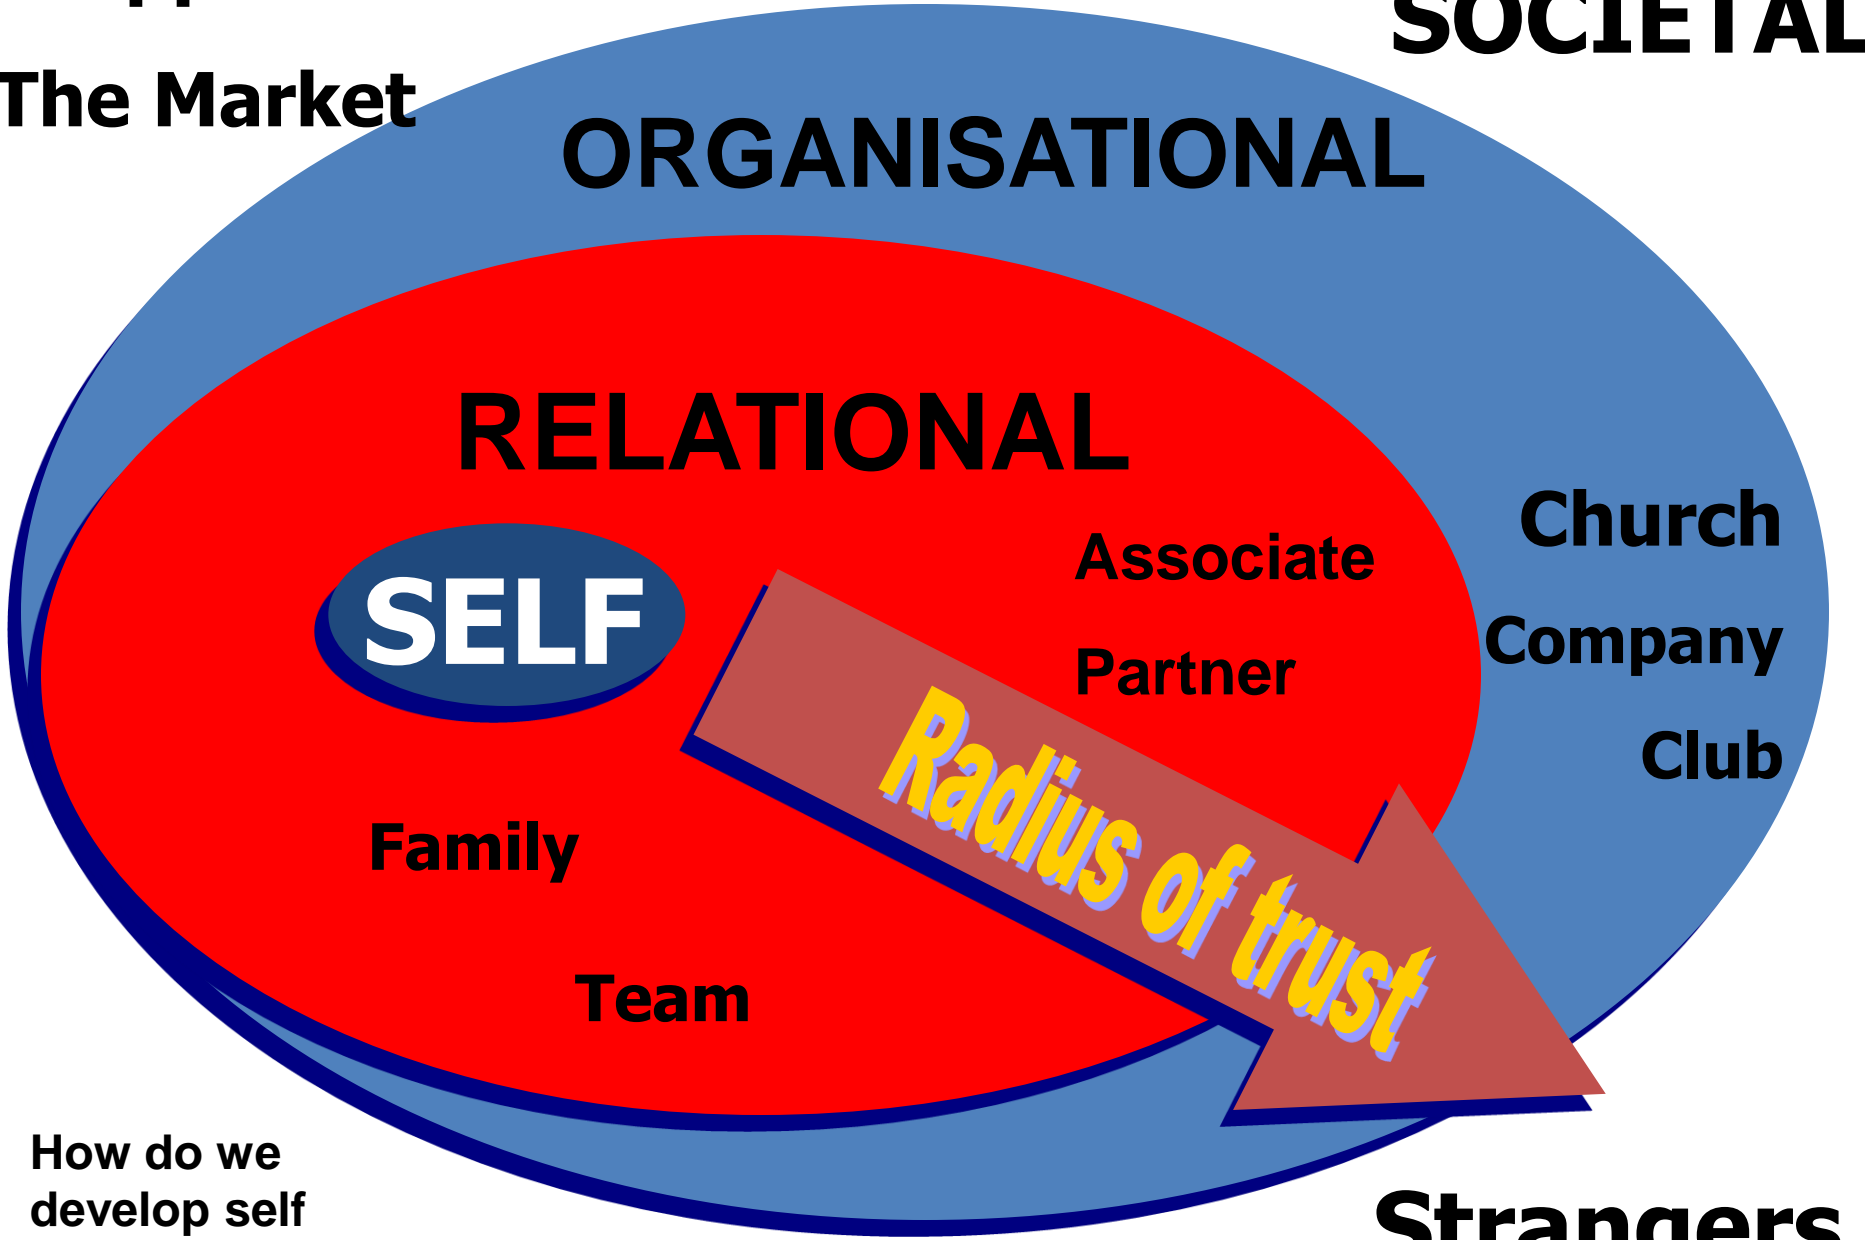 SOCIETAL
The Market
ORGANISATIONAL
RELATIONAL
SELF
Associate
Partner
Church
Company
Club
Radius of trust
Family
Team
How do we
develop self
Strangers